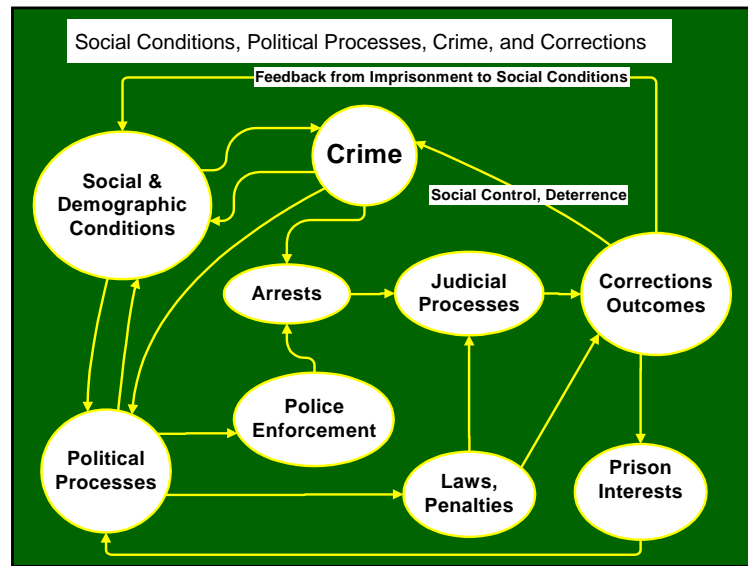 Social Conditions, Political Processes, Crime, and Corrections
Feedback from Imprisonment to Social Conditions
Crime
Social &
Demographic
Conditions
Social Control, Deterrence
Arrests
Judicial
Processes
Corrections
Outcomes
Police
Enforcement
Political
Processes
Laws,
Penalties
Prison
Interests